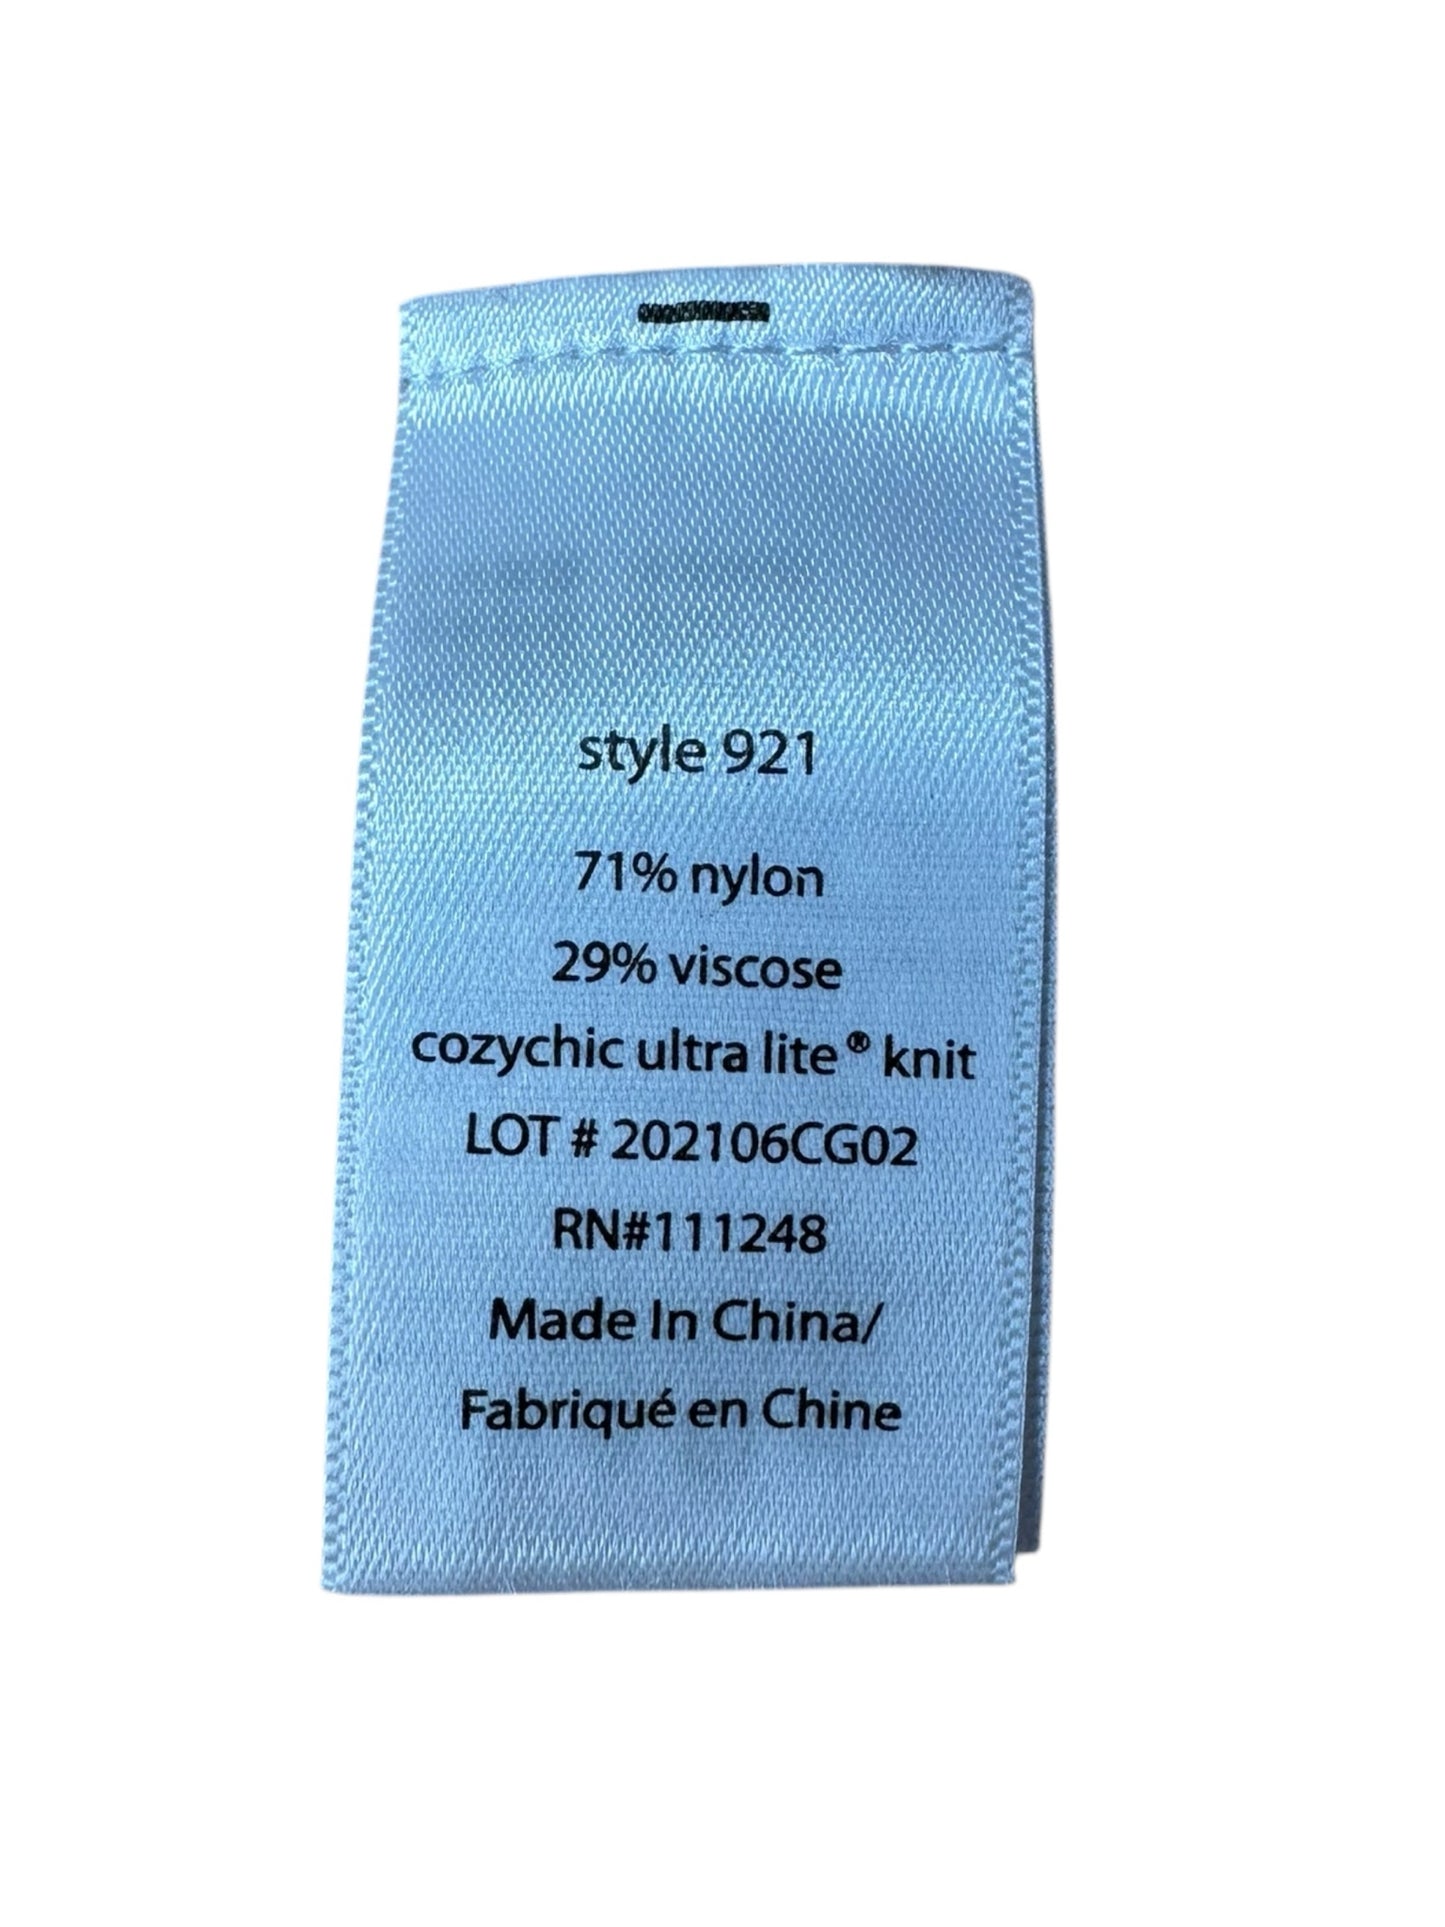 style 921
71% nylon
29% viscose
cozychic ultra lite® knit
LOT # 202106CG02
RN#111248
Made In China/
Fabriqué en Chine